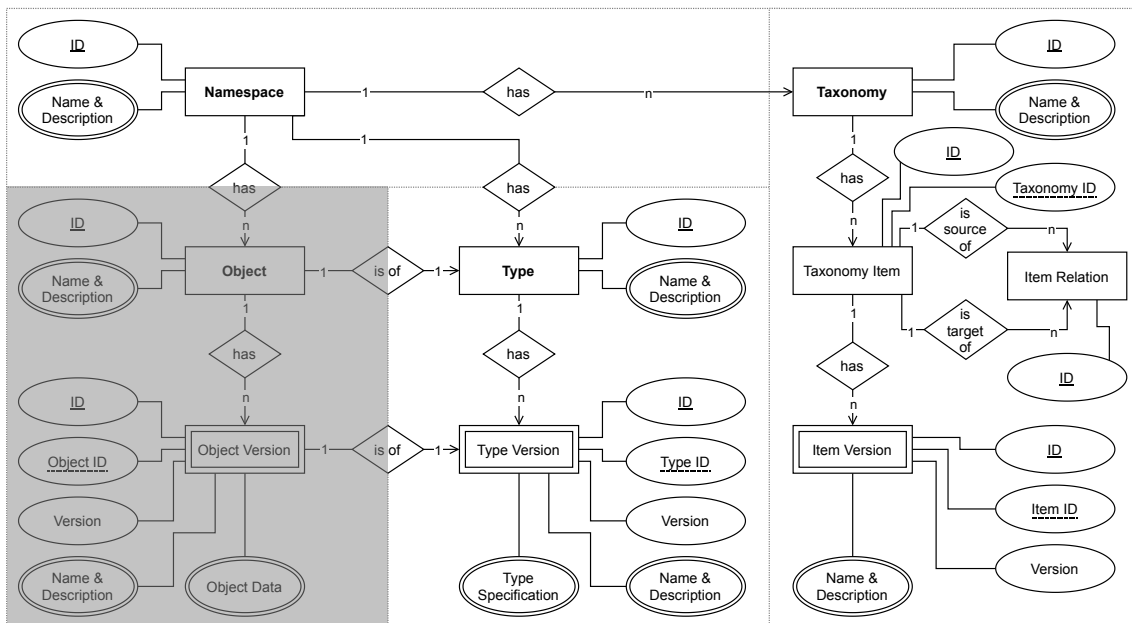 ID
ID
Namespace
1
has
n
Taxonomy
Name &
Description
Name &
Description
1
1
1
ID
has
has
has
Taxonomy ID
ID
n
n
ID
n
1
is
source
of
n
Object
1
is of
1
Type
Taxonomy Item
Item Relation
Name &
Description
Name &
Description
1
1
1
1
is
target
of
n
has
has
has
ID
ID
n
ID
n
n
Object Version
1
is of
1
Type Version
Item Version
ID
Object ID
Type ID
Item ID
Version
Version
Version
Name &
Description
Object Data
Type
Specification
Name &
Description
Name &
Description